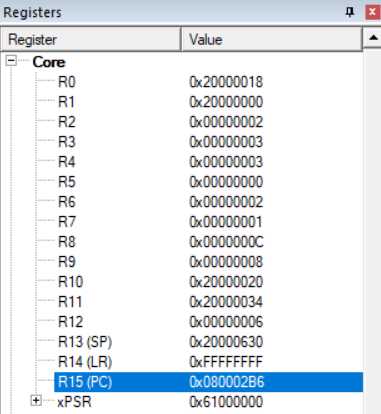 Registers
Register Value
Core
R0 0x20000018
R1 0x20000000
R2 0x00000002
R3 0x00000003
R4 0x00000003
R5 0x00000000
R6 0x00000002
R7 0x00000001
R8 0x0000000C
R9 0x00000008
R10 0x20000020
R11 0x20000034
R12 0x00000006
R13 (SP) 0x20000630
R14 (LR) 0xFFFFFFFF
R15 (PC) 0x080002B6
xPSR 0x61000000